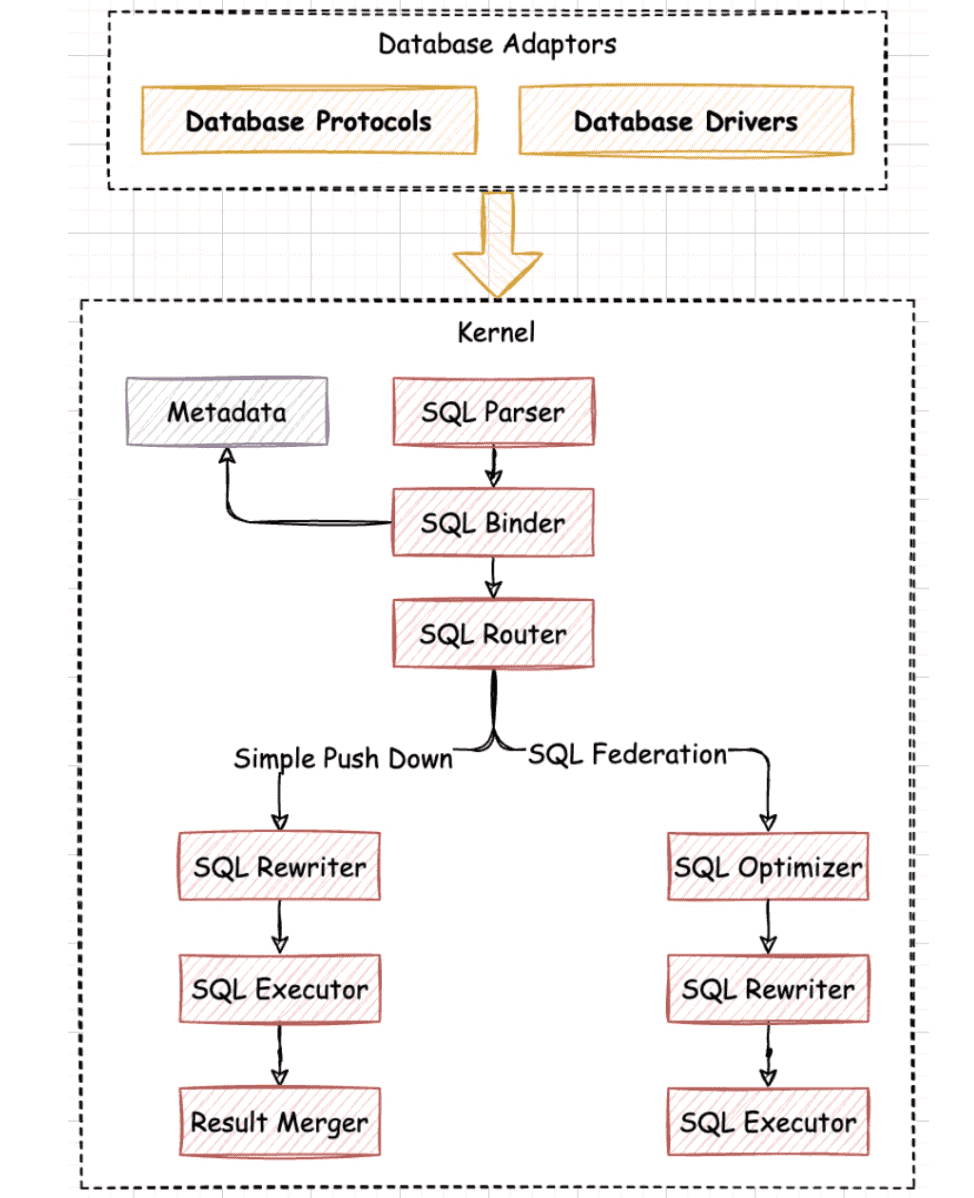 Database Adaptors
Database Protocols
Database Drivers
Kernel
Metadata
SQL Parser
SQL Binder
SQL Router
Simple Push Down
SQL Federation
SQL Rewriter
SQL Optimizer
SQL Executor
SQL Rewriter
Result Merger
SQL Executor